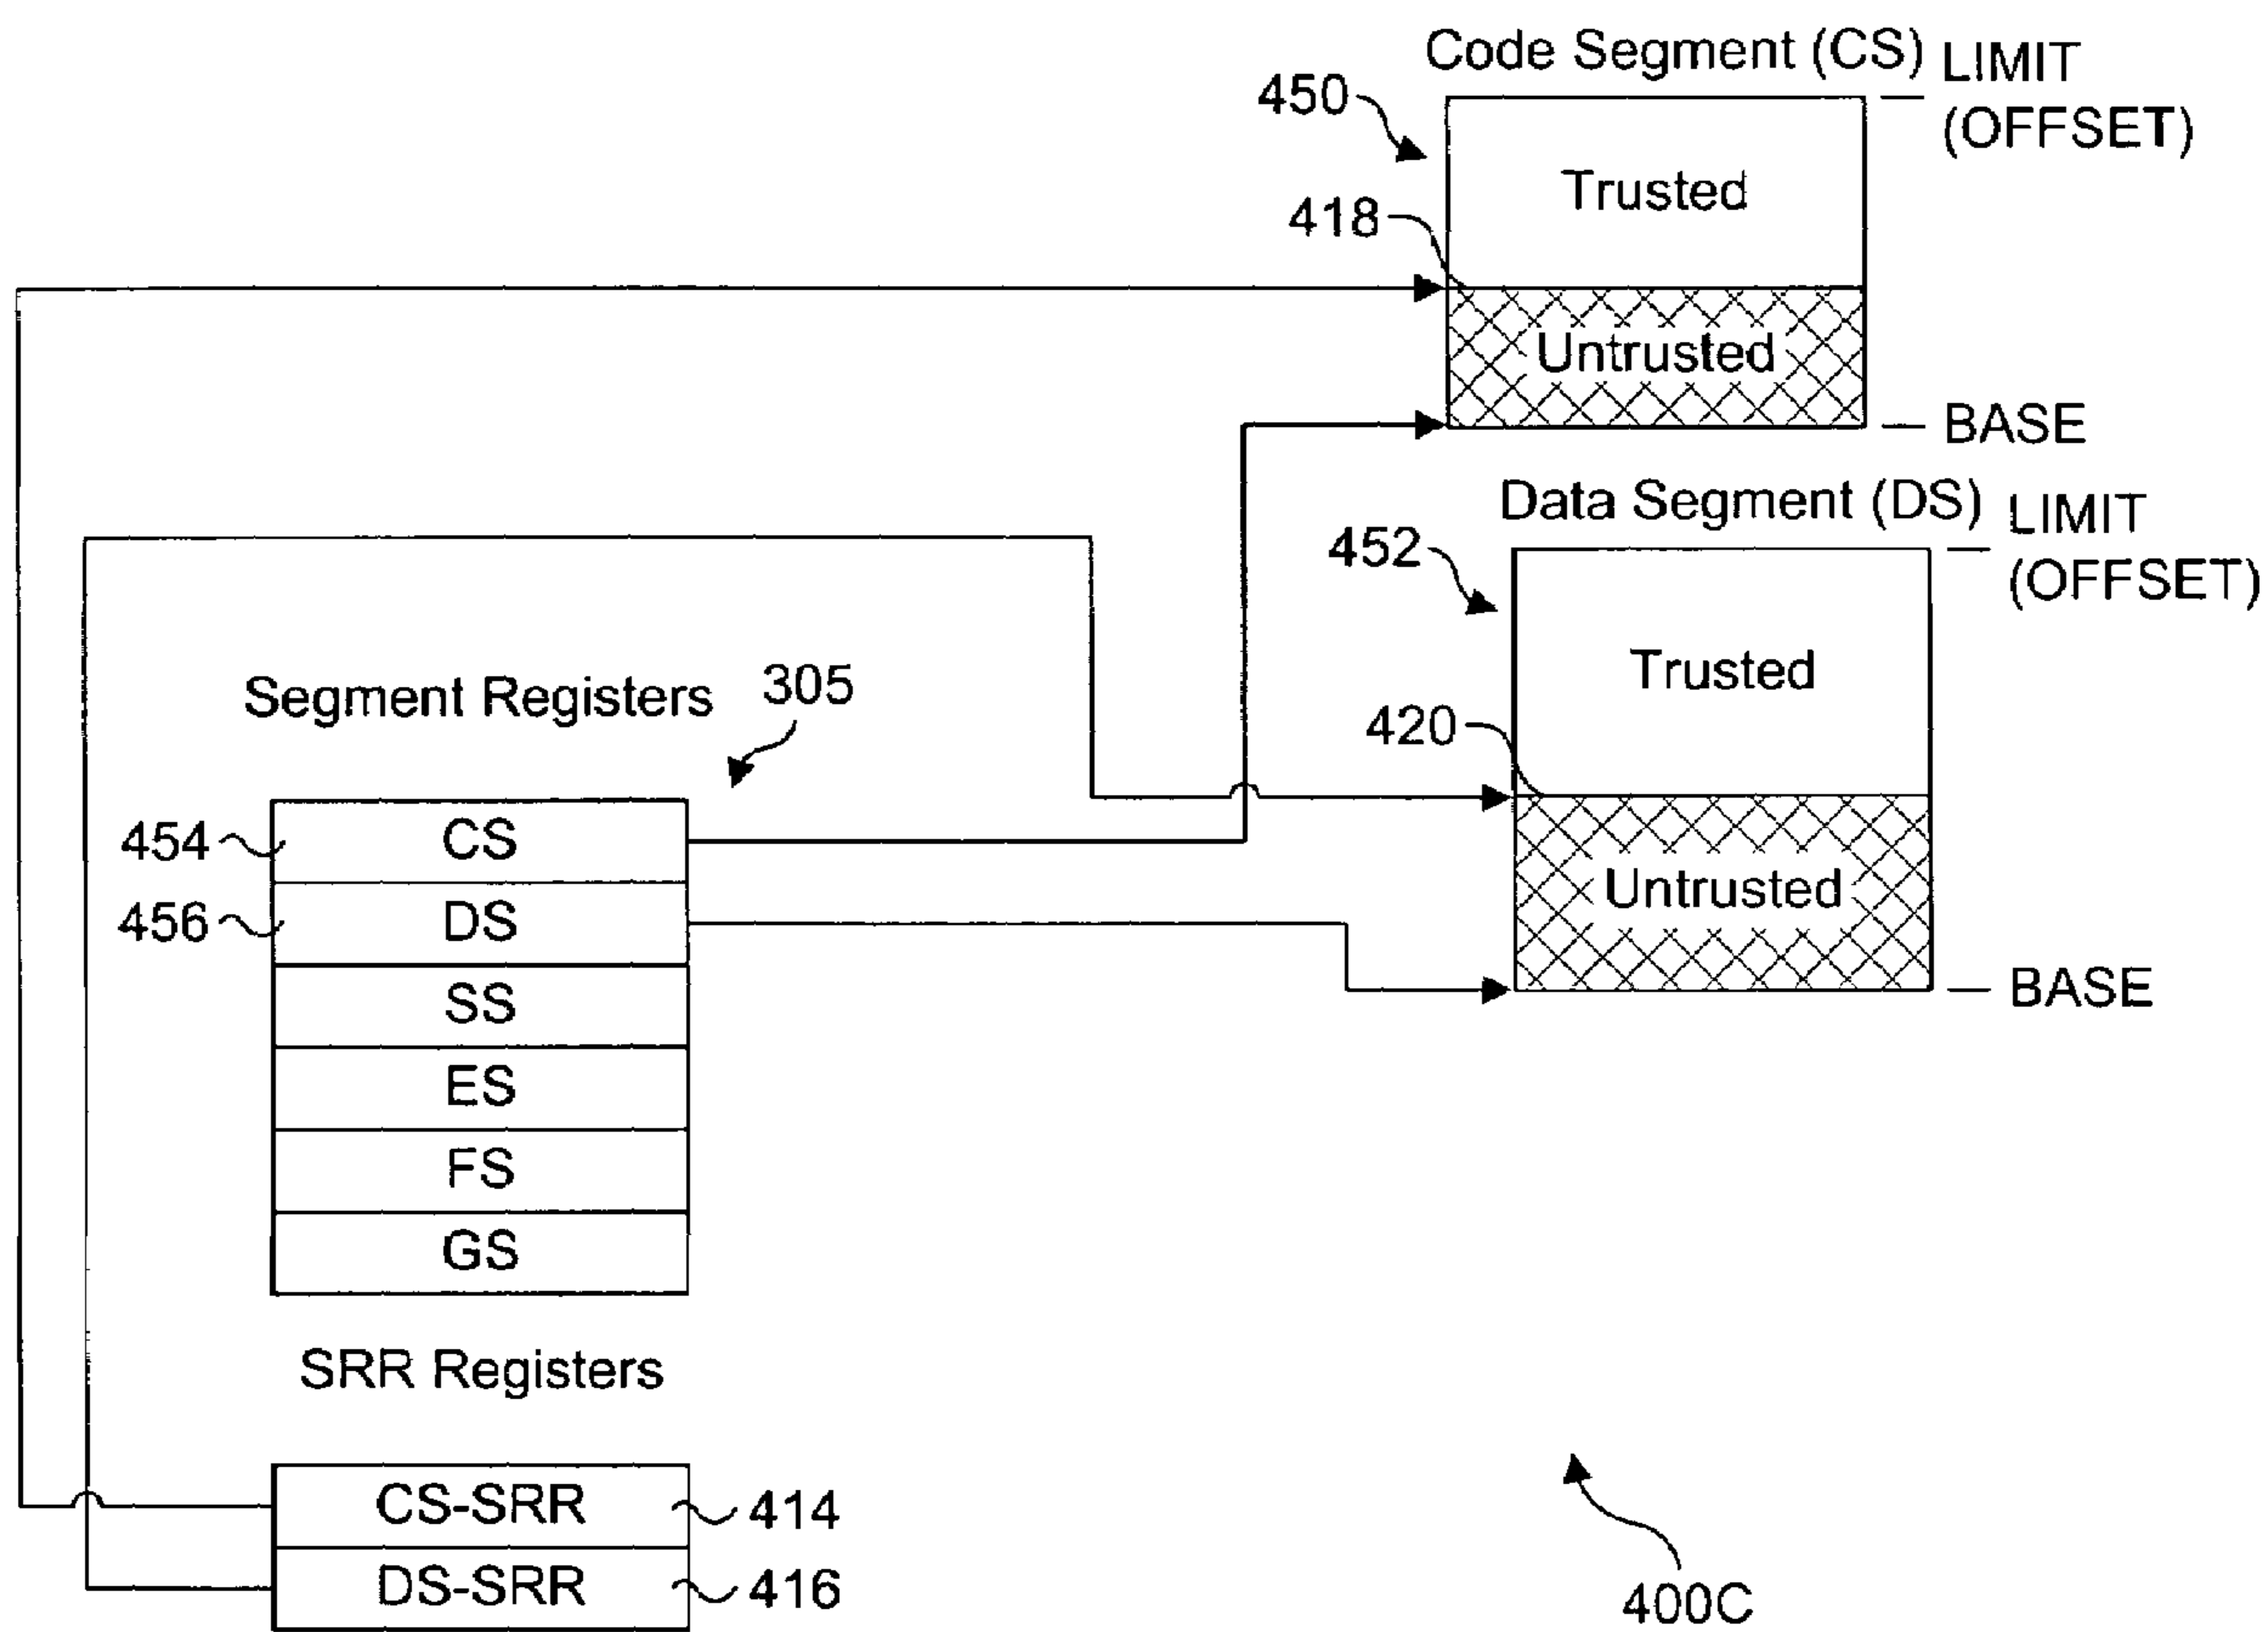 Code Segment (CS)
LIMIT
(OFFSET)
450
Trusted
418
Untrusted
BASE
Data Segment (DS)
LIMIT
(OFFSET)
452
Trusted
420
Untrusted
BASE
Segment Registers
305
454
CS
456
DS
SS
ES
FS
GS
SRR Registers
CS-SRR
414
DS-SRR
416
400C